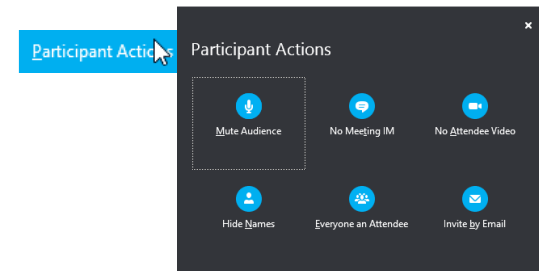 Participant Actions
Participant Actions
Mute Audience
No Meeting IM
No Attendee Video
Hide Names
Everyone an Attendee
Invite by Email